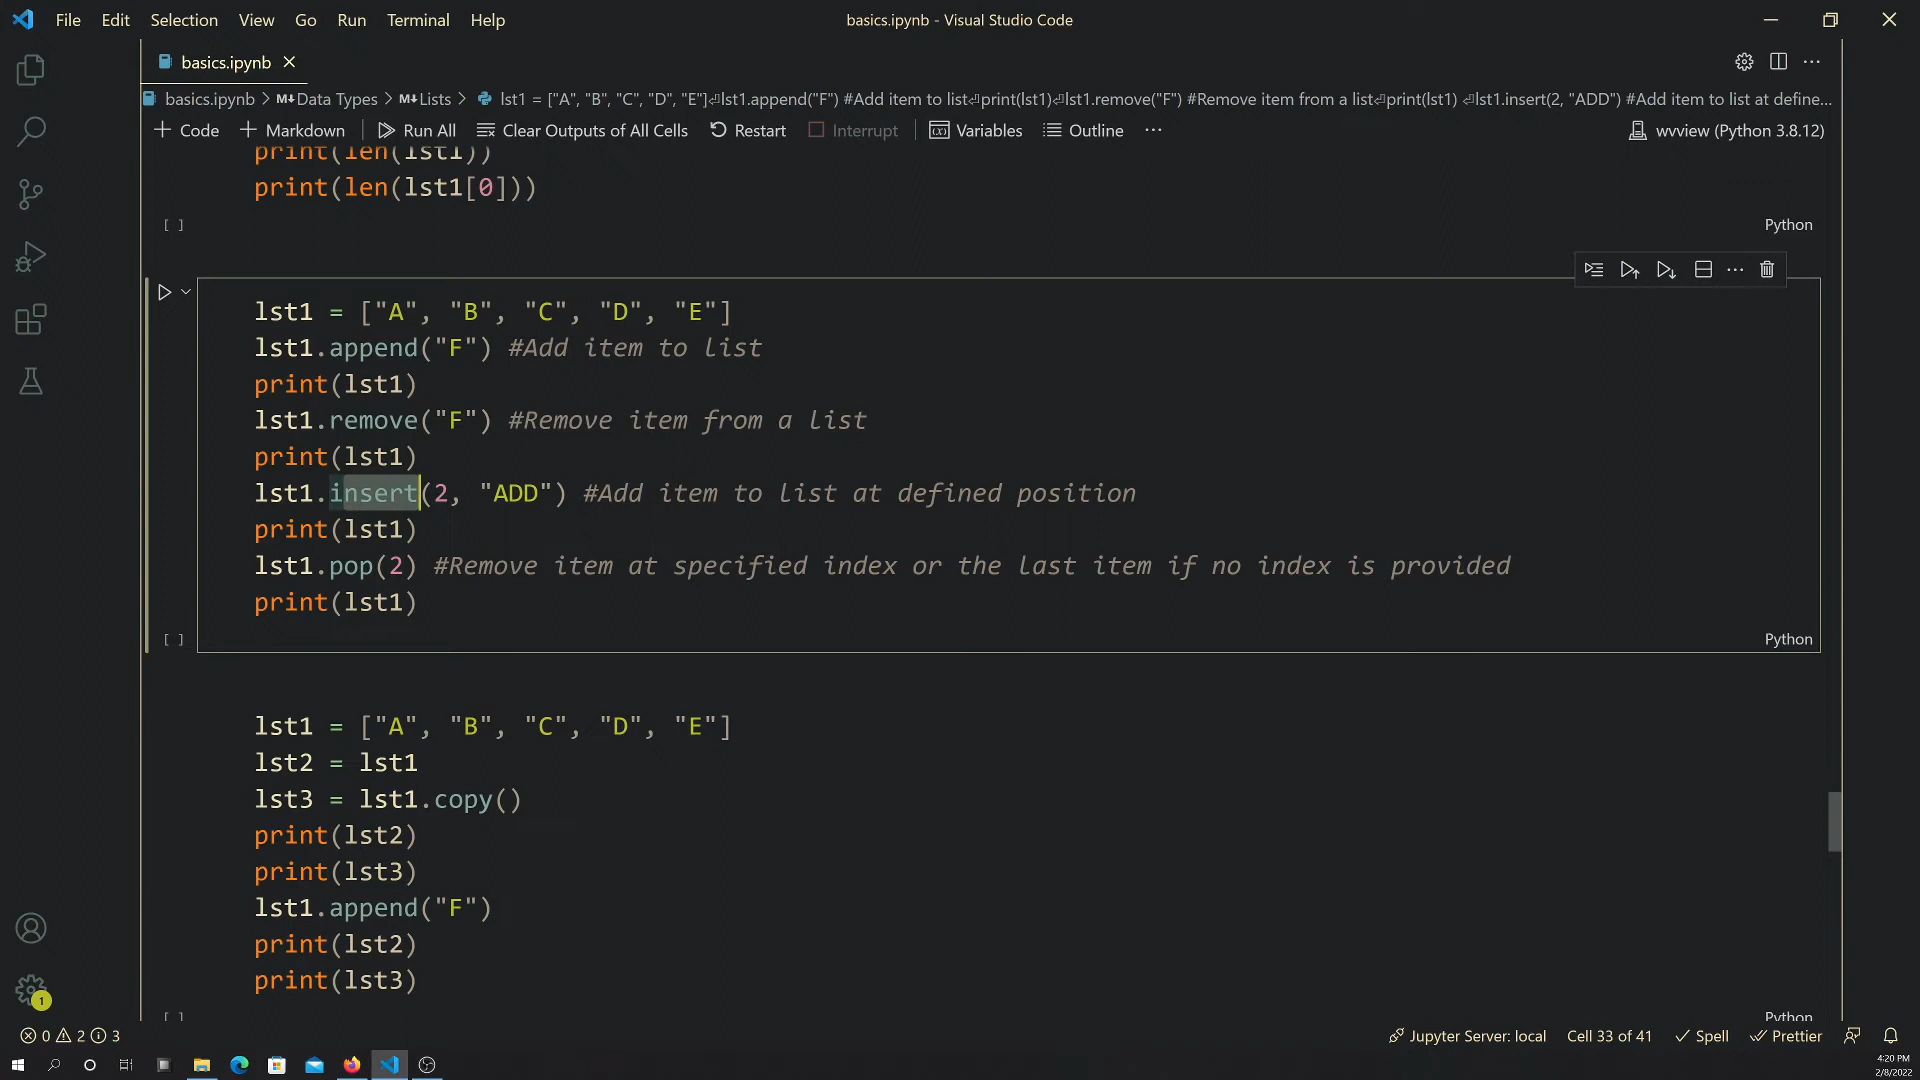 File Edit Selection View Go Run Terminal Help
basics.ipynb - Visual Studio Code
basics.ipynb
basics.ipynb > M↓Data Types > M↓Lists > lst1 = ["A", "B", "C", "D", "E"]⏎lst1.append("F") #Add item to list⏎print(lst1)⏎lst1.remove("F") #Remove item from a list⏎print(lst1) ⏎lst1.insert(2, "ADD") #Add item to list at define...
+ Code + Markdown Run All Clear Outputs of All Cells Restart Interrupt Variables Outline ··· wvview (Python 3.8.12)
print(len(lst1))
print(len(lst1[0]))
[ ] Python
lst1 = ["A", "B", "C", "D", "E"]
lst1.append("F") #Add item to list
print(lst1)
lst1.remove("F") #Remove item from a list
print(lst1)
lst1.insert(2, "ADD") #Add item to list at defined position
print(lst1)
lst1.pop(2) #Remove item at specified index or the last item if no index is provided
print(lst1)
[ ] Python
lst1 = ["A", "B", "C", "D", "E"]
lst2 = lst1
lst3 = lst1.copy()
print(lst2)
print(lst3)
lst1.append("F")
print(lst2)
print(lst3)
[ ] Python
1
0 2 3 Jupyter Server: local Cell 33 of 41 Spell Prettier
4:20 PM
2/8/2022